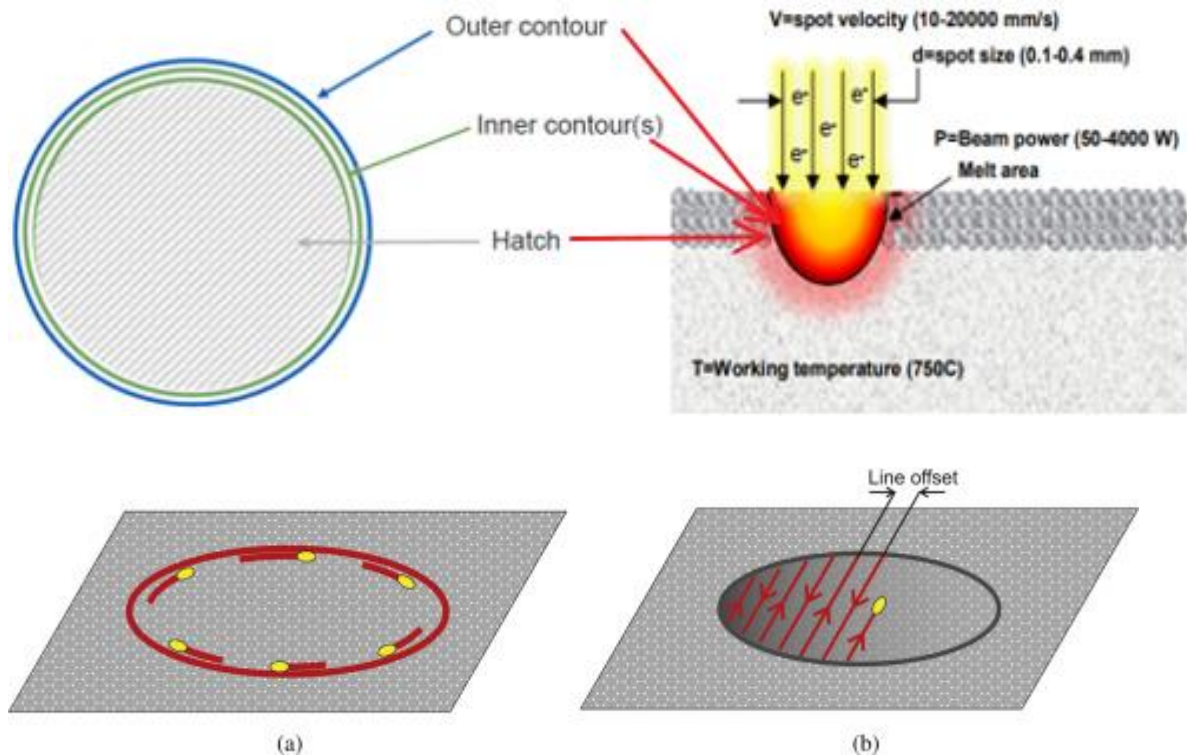 Outer contour
Inner contour(s)
Hatch
V=spot velocity (10-20000 mm/s)
d=spot size (0.1-0.4 mm)
e-
e-
e-
e-
e-
P=Beam power (50-4000 W)
Melt area
T=Working temperature (750C)
Line offset
(a)
(b)